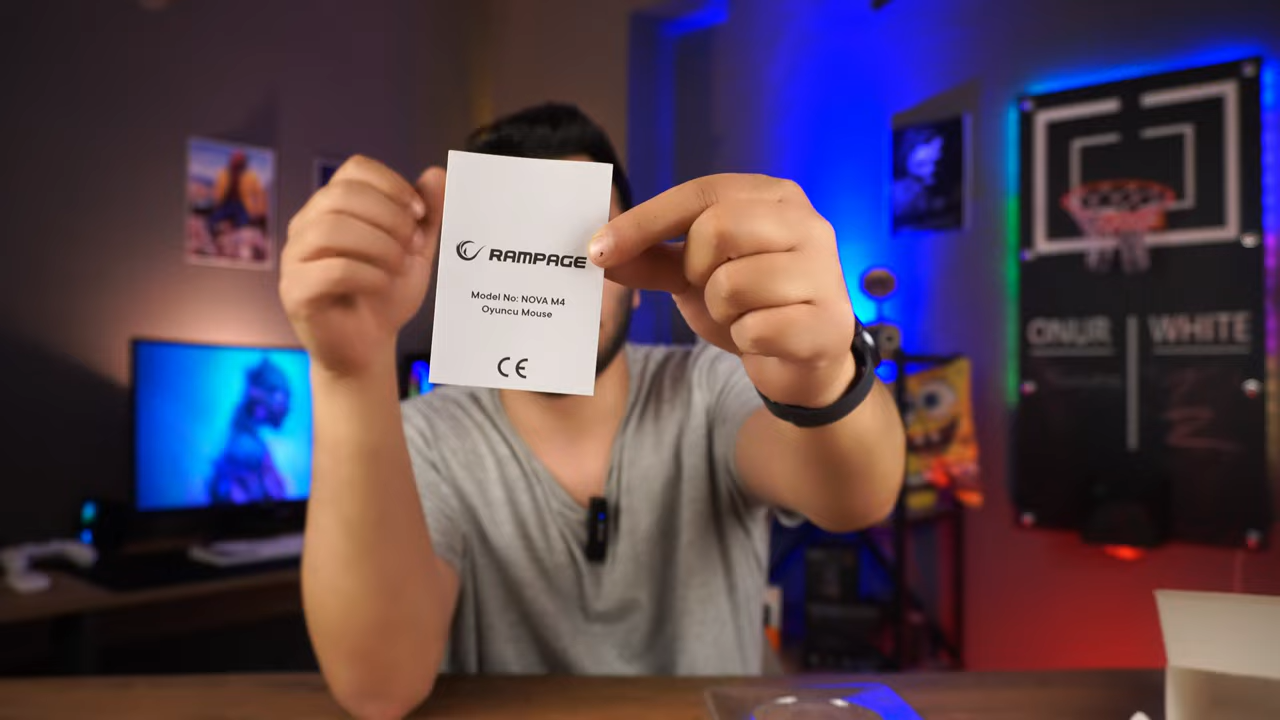 RAMPAGE
Model No: NOVA M4
Oyuncu Mouse
CE
ONUR
WHITE